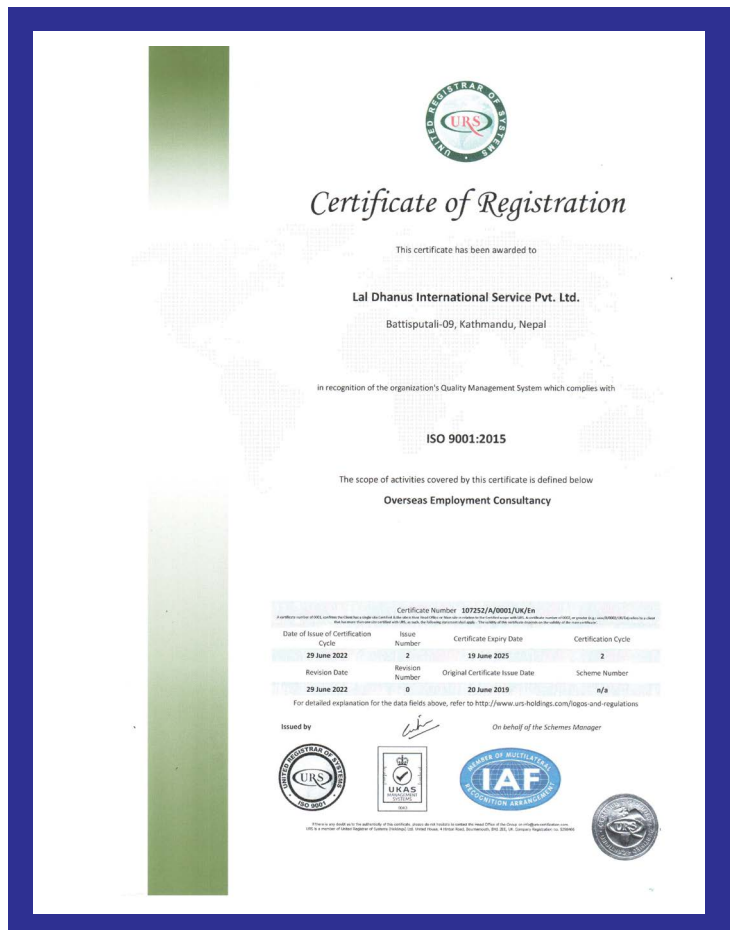 UNITED REGISTRAR OF SYSTEMS
URS
Certificate of Registration
This certificate has been awarded to
Lal Dhanus International Service Pvt. Ltd.
Battisputali-09, Kathmandu, Nepal
in recognition of the organization's Quality Management System which complies with
ISO 9001:2015
The scope of activities covered by this certificate is defined below
Overseas Employment Consultancy
Certificate Number 107252/A/0001/UK/En
Date of Issue of Certification Cycle
Issue Number
Certificate Expiry Date
Certification Cycle
29 June 2022
2
19 June 2025
2
Revision Date
Revision Number
Original Certificate Issue Date
Scheme Number
29 June 2022
0
20 June 2019
n/a
For detailed explanation for the data fields above, refer to http://www.urs-holdings.com/logos-and-regulations
Issued by
On behalf of the Schemes Manager
UNITED REGISTRAR OF SYSTEMS
URS
ISO 9001
UKAS
MANAGEMENT
SYSTEMS
MEMBER OF MULTILATERAL
IAF
RECOGNITION ARRANGEMENT
URS